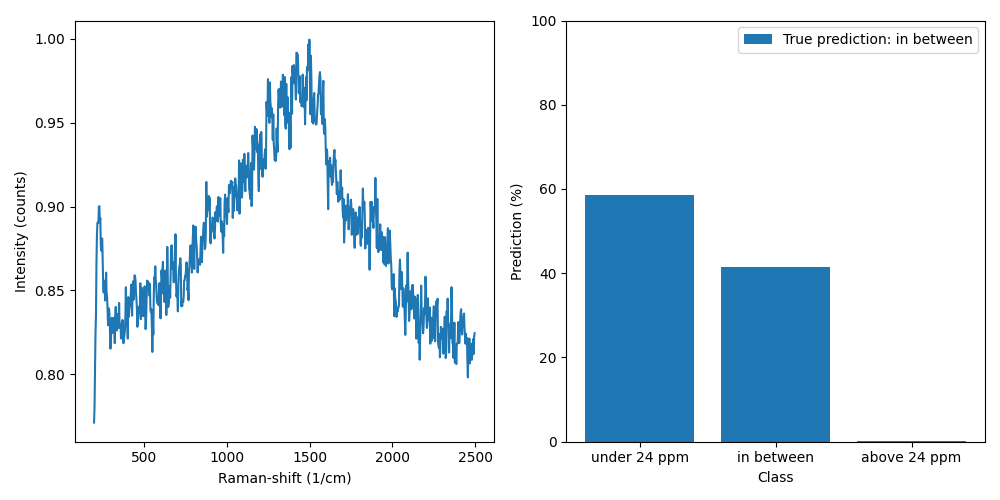 1.00
0.95
0.90
0.85
0.80
Intensity (counts)
500
1000
1500
2000
2500
Raman-shift (1/cm)
100
80
60
40
20
0
Prediction (%)
True prediction: in between
under 24 ppm
in between
above 24 ppm
Class